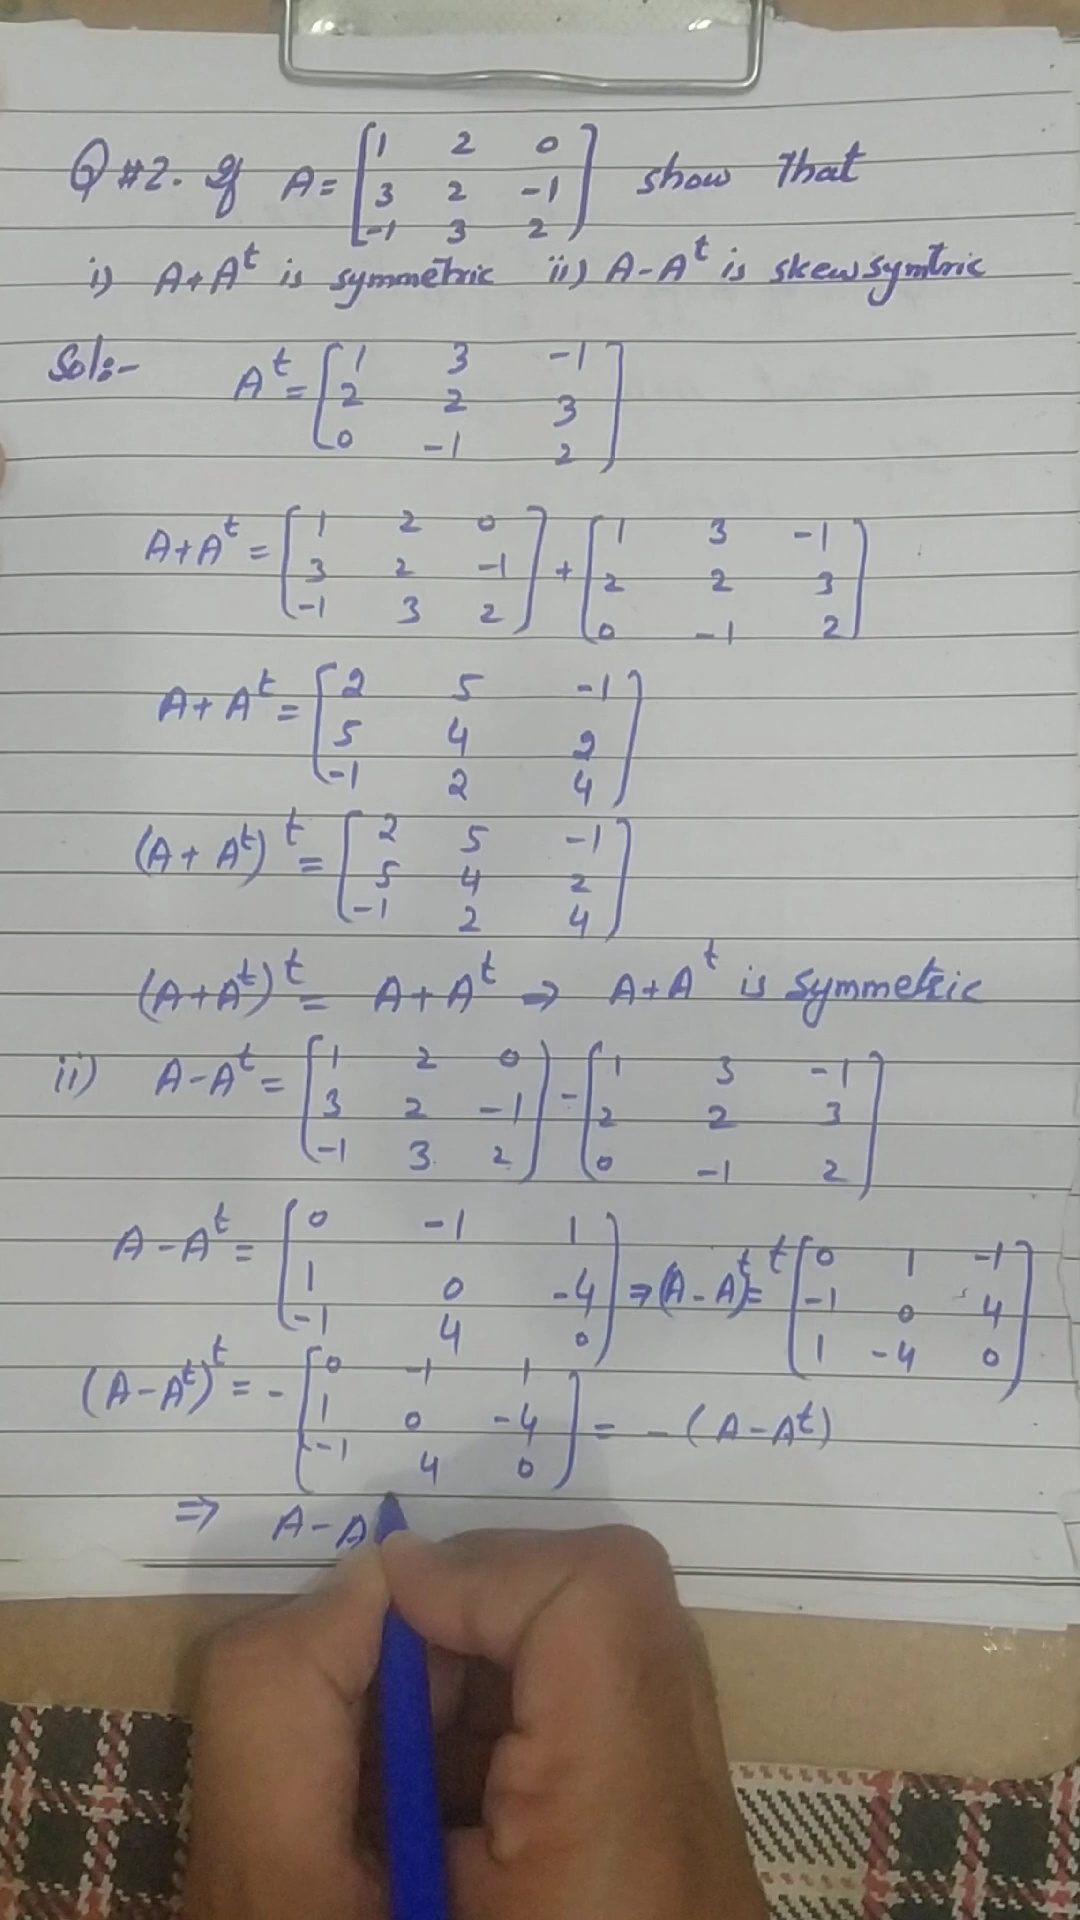 Q #2. If A = [1 2 0
3 2 -1
-1 3 2] show that
i) A+A^t is symmetric ii) A-A^t is skew symtric
Sol:- A^t = [1 3 -1
2 2 3
0 -1 2]
A+A^t = [1 2 0
3 2 -1
-1 3 2] + [1 3 -1
2 2 3
0 -1 2]
A+A^t = [2 5 -1
5 4 2
-1 2 4]
(A+A^t)^t = [2 5 -1
5 4 2
-1 2 4]
(A+A^t)^t = A+A^t ⇒ A+A^t is symmetric
ii) A-A^t = [1 2 0
3 2 -1
-1 3 2] - [1 3 -1
2 2 3
0 -1 2]
A-A^t = [0 -1 1
1 0 -4
-1 4 0] ⇒ (A-A^t)^t = [0 1 -1
-1 0 4
1 -4 0]
(A-A^t)^t = -[0 -1 1
1 0 -4
-1 4 0] = -(A-A^t)
⇒ A-A